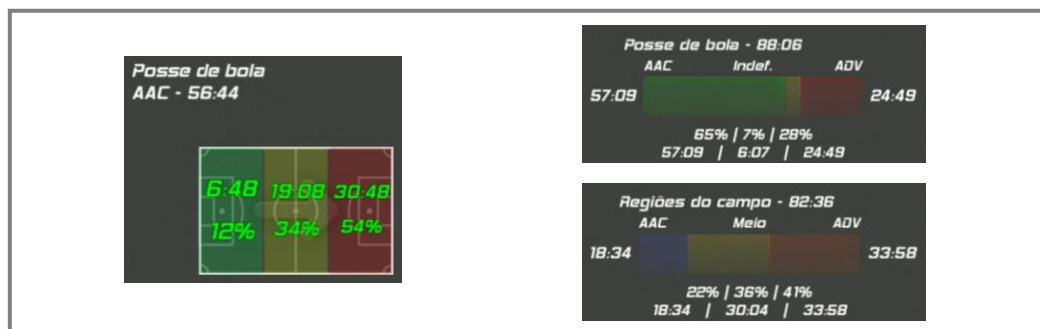 Posse de bola
AAC - 56:44
6:48 19:08 30:48
12% 34% 54%
Posse de bola - 88:06
AAC Indef. ADV
57:09 24:49
65% | 7% | 28%
57:09 | 6:07 | 24:49
Regiões do campo - 82:36
AAC Meio ADV
18:34 33:58
22% | 36% | 41%
18:34 | 30:04 | 33:58